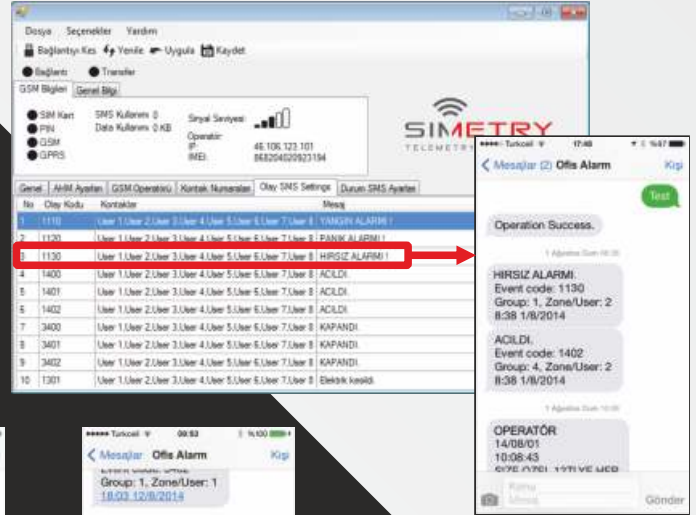 Dosya Seçenekler Yardım
Bağlantıyı Kes Yenile Uygula Kaydet
Bağlantı Transfer
GSM Bilgileri Genel Bilgi
SIM Kart SMS Kullanımı 0 Sinyal Seviyesi
PIN Data Kullanımı 0 KB Operatör
GSM IP 46.106.123.101
GPRS IMEI 868204020923194
SIMETRY
TELEMETRY
Genel AHM Ayarları GSM Operatörü Kontak Numaraları Olay SMS Settings Durum SMS Ayarları
No Olay Kodu Kontaklar Mesaj
1 1110 User 1,User 2,User 3,User 4,User 5,User 6,User 7,User 8 YANGIN ALARMI !
2 1120 User 1,User 2,User 3,User 4,User 5,User 6,User 7,User 8 PANİK ALARMI !
3 1130 User 1,User 2,User 3,User 4,User 5,User 6,User 7,User 8 HIRSIZ ALARMI !
4 1400 User 1,User 2,User 3,User 4,User 5,User 6,User 7,User 8 ACILDI.
5 1401 User 1,User 2,User 3,User 4,User 5,User 6,User 7,User 8 ACILDI.
6 1402 User 1,User 2,User 3,User 4,User 5,User 6,User 7,User 8 ACILDI.
7 3400 User 1,User 2,User 3,User 4,User 5,User 6,User 7,User 8 KAPANDI.
8 3401 User 1,User 2,User 3,User 4,User 5,User 6,User 7,User 8 KAPANDI.
9 3402 User 1,User 2,User 3,User 4,User 5,User 6,User 7,User 8 KAPANDI.
10 1301 User 1,User 2,User 3,User 4,User 5,User 6,User 7,User 8 Elektrik kesildi.
Turkcell 17:48 %87
Mesajlar (2) Ofis Alarm Kişi
Test
Operation Success.
HIRSIZ ALARMI.
Event code: 1130
Group: 1, Zone/User: 2
8:38 1/8/2014
ACILDI.
Event code: 1402
Group: 4, Zone/User: 2
8:38 1/8/2014
OPERATÖR
14/08/01
10:08:43
Gönder
Turkcell 09:53 %100
Mesajlar Ofis Alarm Kişi
Event code: 3402
Group: 1, Zone/User: 1
18:03 12/8/2014